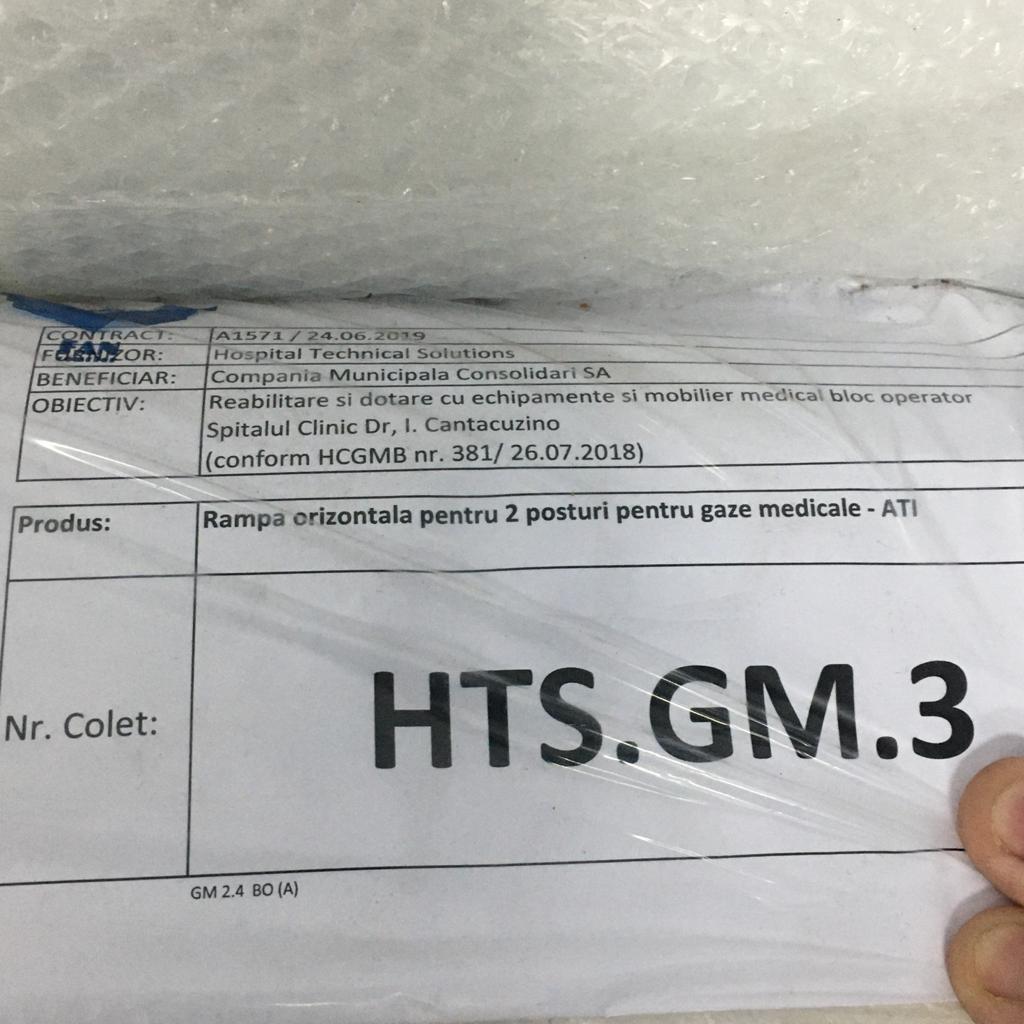 CONTRACT: A1571 / 24.06.2019
FURNIZOR: Hospital Technical Solutions
FAN
BENEFICIAR: Compania Municipala Consolidari SA
OBIECTIV: Reabilitare si dotare cu echipamente si mobilier medical bloc operator
Spitalul Clinic Dr, I. Cantacuzino
(conform HCGMB nr. 381/ 26.07.2018)
Produs: Rampa orizontala pentru 2 posturi pentru gaze medicale - ATI
Nr. Colet: HTS.GM.3
GM 2.4 BO (A)